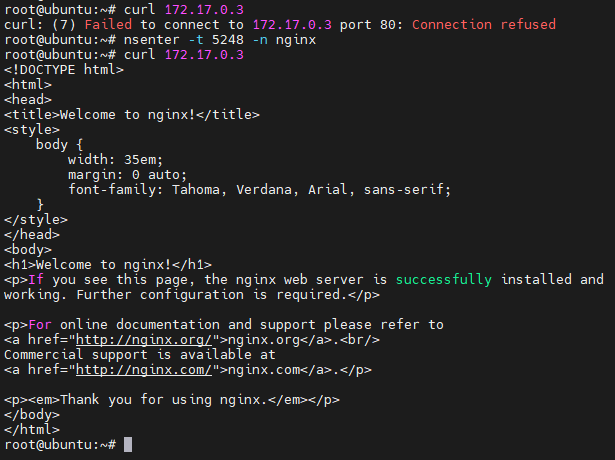 root@ubuntu:~# curl 172.17.0.3
curl: (7) Failed to connect to 172.17.0.3 port 80: Connection refused
root@ubuntu:~# nsenter -t 5248 -n nginx
root@ubuntu:~# curl 172.17.0.3
<!DOCTYPE html>
<html>
<head>
<title>Welcome to nginx!</title>
<style>
    body {
        width: 35em;
        margin: 0 auto;
        font-family: Tahoma, Verdana, Arial, sans-serif;
    }
</style>
</head>
<body>
<h1>Welcome to nginx!</h1>
<p>If you see this page, the nginx web server is successfully installed and
working. Further configuration is required.</p>

<p>For online documentation and support please refer to
<a href="http://nginx.org/">nginx.org</a>.<br/>
Commercial support is available at
<a href="http://nginx.com/">nginx.com</a>.</p>

<p><em>Thank you for using nginx.</em></p>
</body>
</html>
root@ubuntu:~#